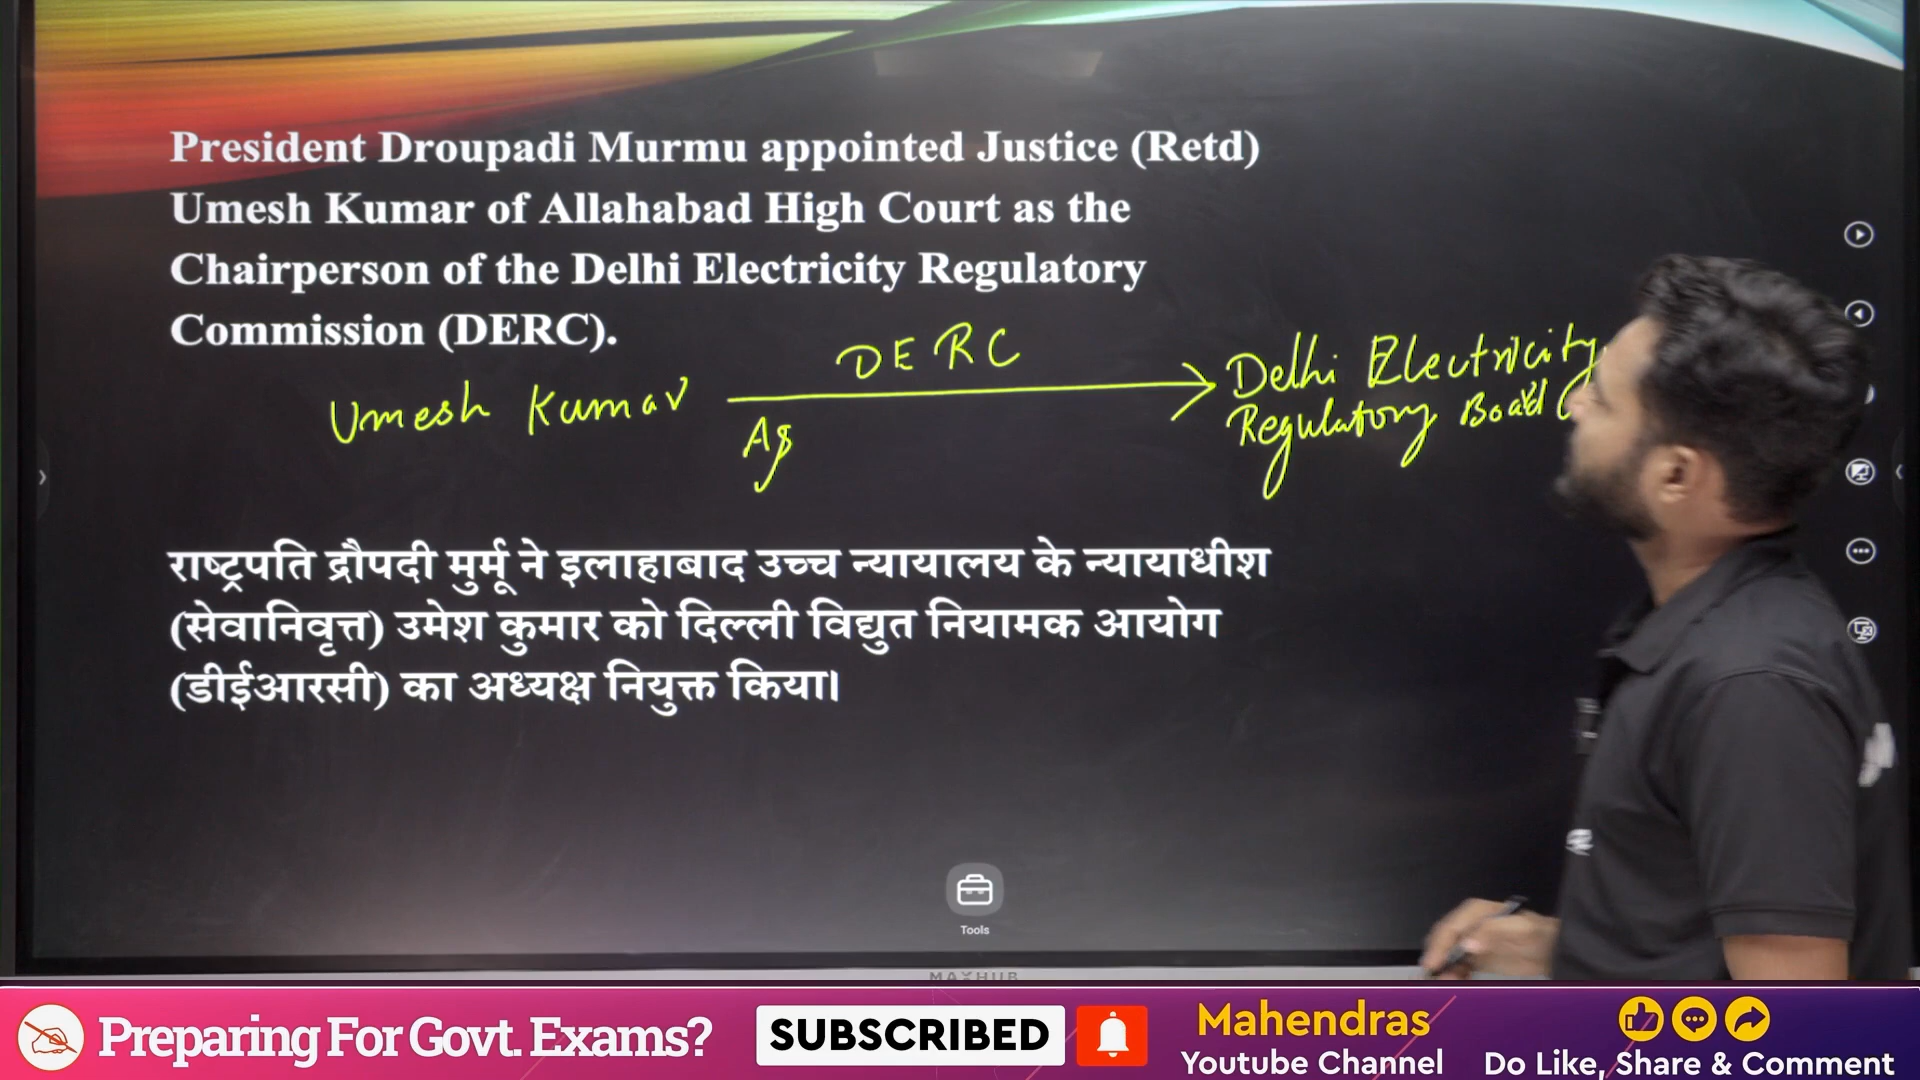 President Droupadi Murmu appointed Justice (Retd)
Umesh Kumar of Allahabad High Court as the
Chairperson of the Delhi Electricity Regulatory
Commission (DERC).
DERC
Umesh Kumar
Delhi Electricity
Regulatory Board
राष्ट्रपति द्रौपदी मुर्मू ने इलाहाबाद उच्च न्यायालय के न्यायाधीश
(सेवानिवृत्त) उमेश कुमार को दिल्ली विद्युत नियामक आयोग
(डीईआरसी) का अध्यक्ष नियुक्त किया।
Tools
MAXHUB
Preparing For Govt. Exams?
SUBSCRIBED
Mahendras
Youtube Channel
Do Like, Share & Comment